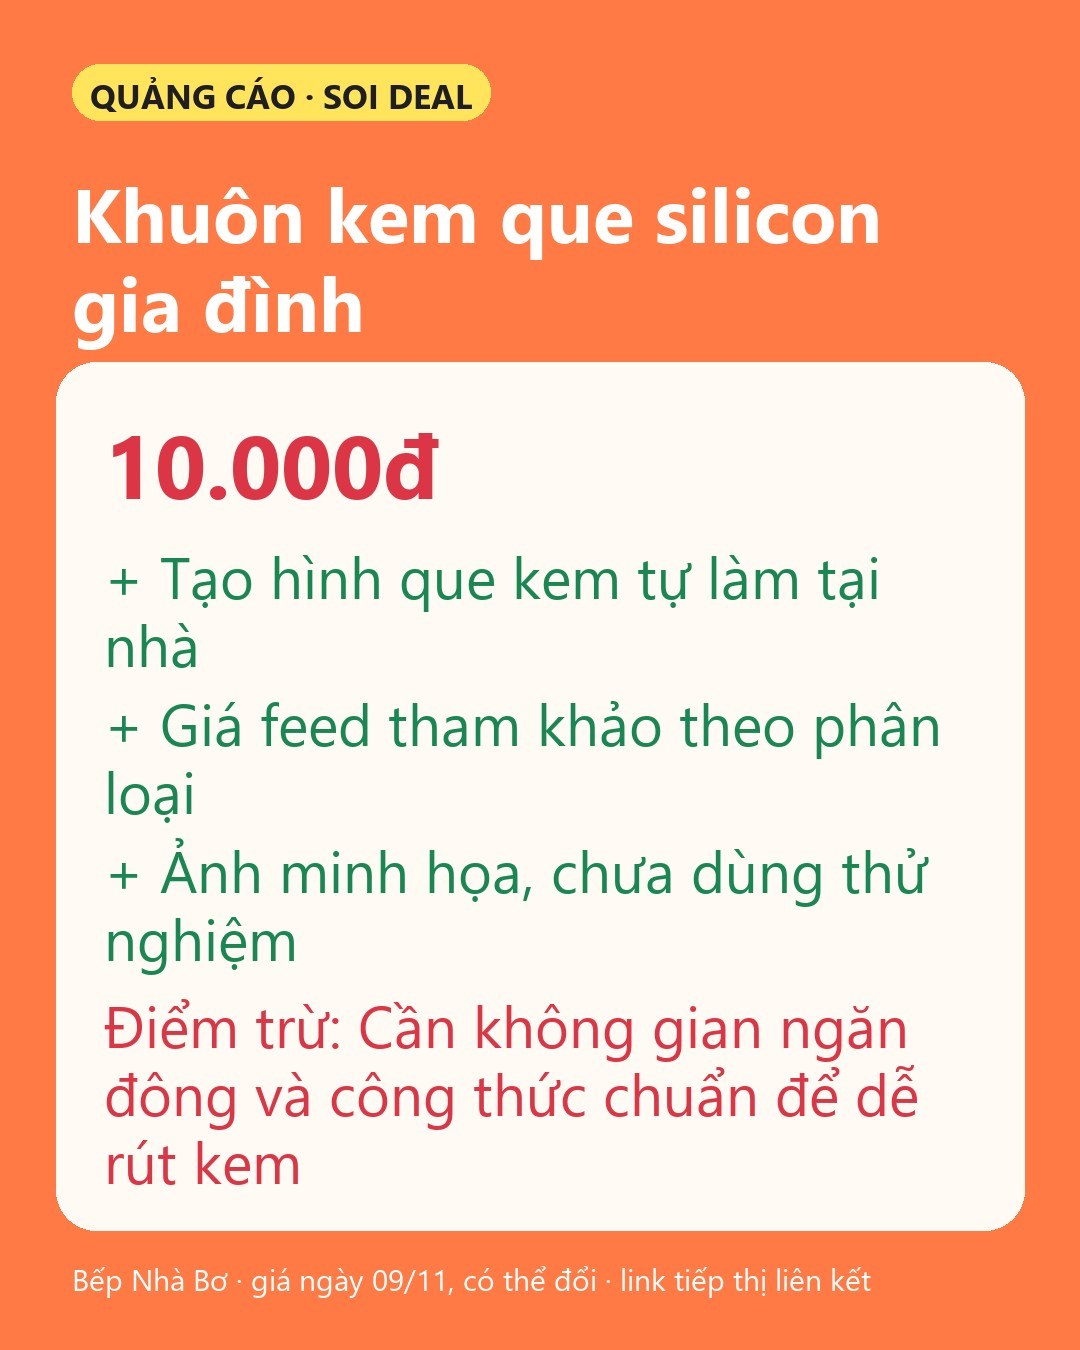 QUẢNG CÁO · SOI DEAL
Khuôn kem que silicon
gia đình
10.000đ
+ Tạo hình que kem tự làm tại
nhà
+ Giá feed tham khảo theo phân
loại
+ Ảnh minh họa, chưa dùng thử
nghiệm
Điểm trừ: Cần không gian ngăn
đông và công thức chuẩn để dễ
rút kem
Bếp Nhà Bơ · giá ngày 09/11, có thể đổi · link tiếp thị liên kết